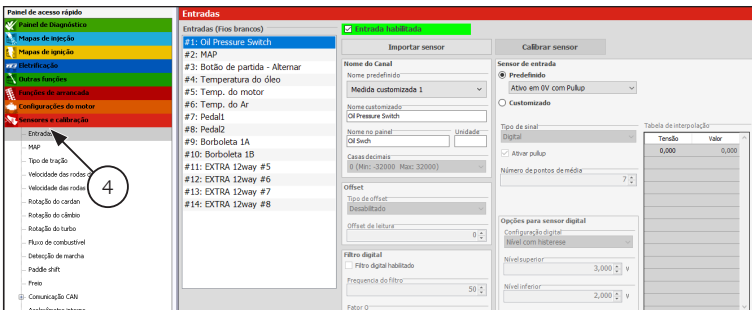 Painel de acesso rápido
Painel de Diagnóstico
Mapas de injeção
Mapas de ignição
Eletrificação
Outras funções
Funções de arrancada
Configurações do motor
Sensores e calibração
Entradas
MAP
Tipo de tração
Velocidade das rodas
Velocidade das rodas
Rotação do cardan
Rotação do câmbio
Rotação do turbo
Fluxo de combustível
Detecção de marcha
Paddle shift
Freio
Comunicação CAN
4
Entradas
Entradas (Fios brancos)
#1: Oil Pressure Switch
#2: MAP
#3: Botão de partida - Alternar
#4: Temperatura do óleo
#5: Temp. do motor
#6: Temp. do Ar
#7: Pedal1
#8: Pedal2
#9: Borboleta 1A
#10: Borboleta 1B
#11: EXTRA 12way #5
#12: EXTRA 12way #6
#13: EXTRA 12way #7
#14: EXTRA 12way #8
Entrada habilitada
Importar sensor
Calibrar sensor
Nome do Canal
Nome predefinido
Medida customizada 1
Nome customizado
Oil Pressure Switch
Nome no painel Unidade
Oil Swch
Casas decimais
0 (Min: -32000 Max: 32000)
Offset
Tipo de offset
Desabilitado
Offset de leitura
0
Filtro digital
Filtro digital habilitado
Frequencia do filtro
50
Fator Q
Sensor de entrada
Predefinido
Ativo em 0V com Pullup
Customizado
Tipo de sinal
Digital
Ativar pullup
Número de pontos de média
7
Opções para sensor digital
Configuração digital
Nível com histerese
Nível superior
3,000 V
Nível inferior
2,000 V
Tabela de interpolação
Tensão Valor
0,000 0,000